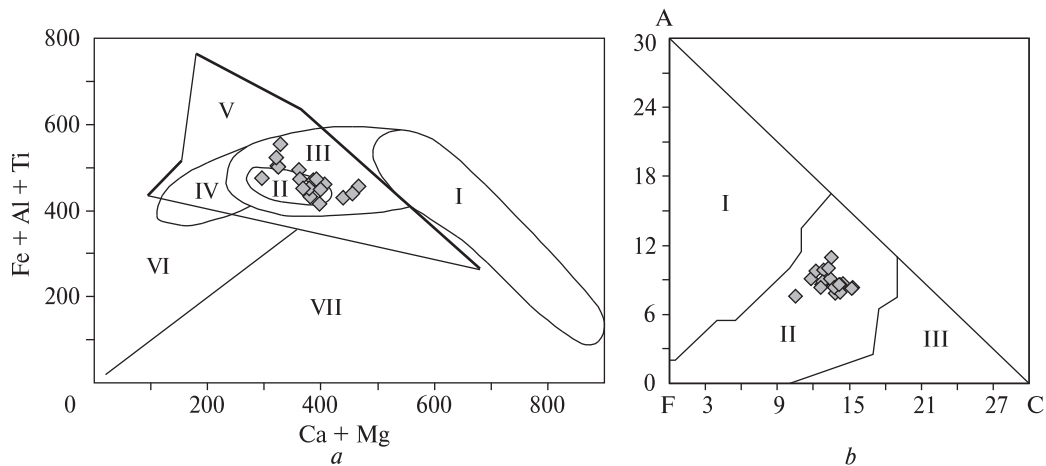 800
600
400
200
0
200
400
600
800
Fe + Al + Ti
Ca + Mg
a
I
II
III
IV
V
VI
VII
A
30
24
18
12
6
0
F
3
9
15
21
27
C
I
II
III
b